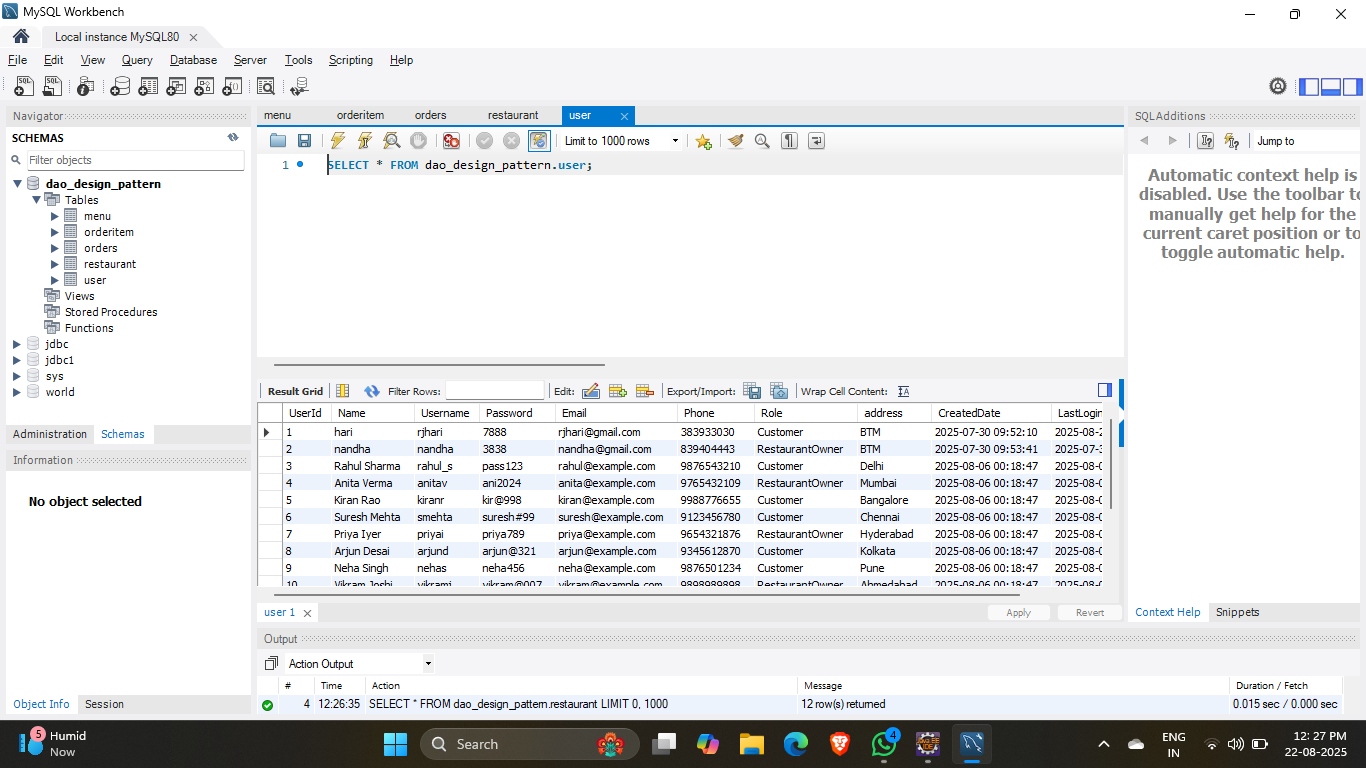 MySQL Workbench
Local instance MySQL80
File Edit View Query Database Server Tools Scripting Help
Navigator
SCHEMAS
Filter objects
dao_design_pattern
Tables
menu
orderitem
orders
restaurant
user
Views
Stored Procedures
Functions
jdbc
jdbc1
sys
world
Administration Schemas
Information
No object selected
Object Info Session
menu orderitem orders restaurant user
Limit to 1000 rows
1 SELECT * FROM dao_design_pattern.user;
Result Grid Filter Rows: Edit: Export/Import: Wrap Cell Content:
UserId Name Username Password Email Phone Role address CreatedDate LastLogin
1 hari rjhari 7888 rjhari@gmail.com 383933030 Customer BTM 2025-07-30 09:52:10 2025-08-2
2 nandha nandha 3838 nandha@gmail.com 839404443 RestaurantOwner BTM 2025-07-30 09:53:41 2025-07-3
3 Rahul Sharma rahul_s pass123 rahul@example.com 9876543210 Customer Delhi 2025-08-06 00:18:47 2025-08-0
4 Anita Verma anitav ani2024 anita@example.com 9765432109 RestaurantOwner Mumbai 2025-08-06 00:18:47 2025-08-0
5 Kiran Rao kiranr kir@998 kiran@example.com 9988776655 Customer Bangalore 2025-08-06 00:18:47 2025-08-0
6 Suresh Mehta smehta suresh#99 suresh@example.com 9123456780 Customer Chennai 2025-08-06 00:18:47 2025-08-0
7 Priya Iyer priyai priya789 priya@example.com 9654321876 RestaurantOwner Hyderabad 2025-08-06 00:18:47 2025-08-0
8 Arjun Desai arjund arjun@321 arjun@example.com 9345612870 Customer Kolkata 2025-08-06 00:18:47 2025-08-0
9 Neha Singh nehas neha456 neha@example.com 9876501234 Customer Pune 2025-08-06 00:18:47 2025-08-0
10 Vikram Joshi vikramj vikram@007 vikram@example.com 9898989898 RestaurantOwner Ahmedabad 2025-08-06 00:18:47 2025-08-0
user 1 Apply Revert
Output
Action Output
# Time Action Message Duration / Fetch
4 12:26:35 SELECT * FROM dao_design_pattern.restaurant LIMIT 0, 1000 12 row(s) returned 0.015 sec / 0.000 sec
SQLAdditions
Jump to
Automatic context help is
disabled. Use the toolbar to
manually get help for the
current caret position or to
toggle automatic help.
Context Help Snippets
5 Humid
Now
Search
4
ENG
IN
12:27 PM
22-08-2025